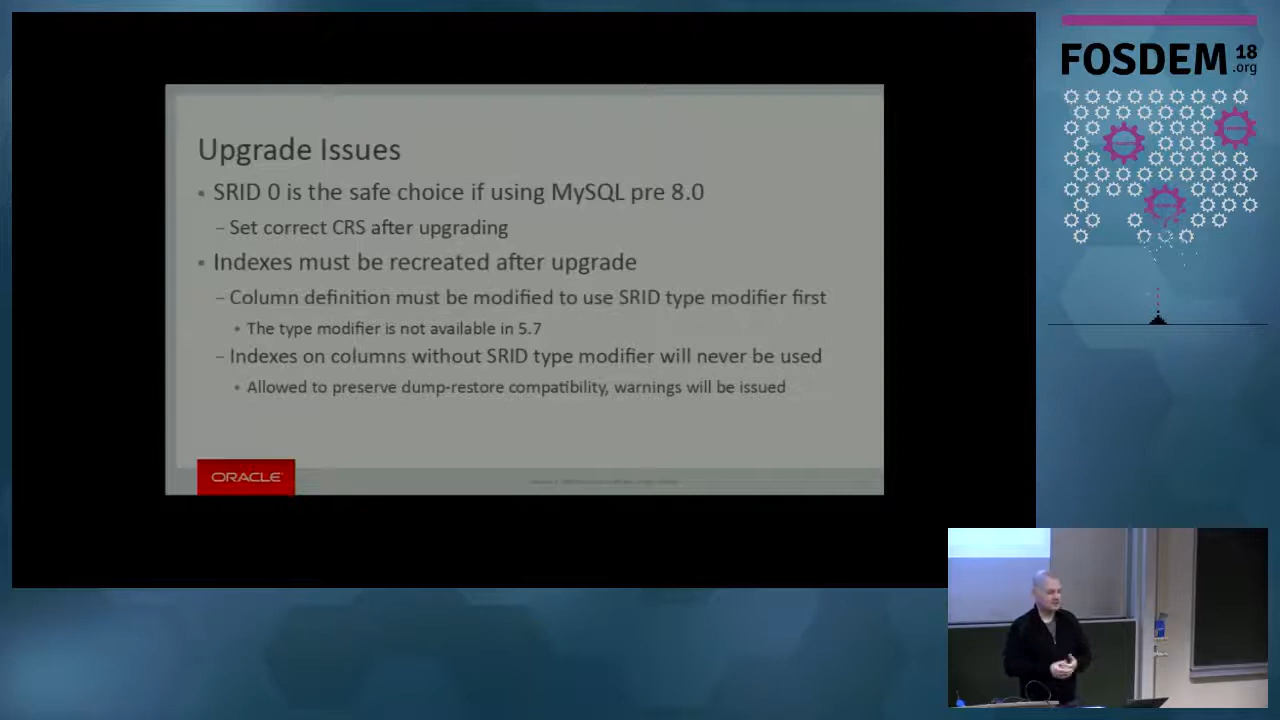 FOSDEM 18
.org
Upgrade Issues
• SRID 0 is the safe choice if using MySQL pre 8.0
– Set correct CRS after upgrading
• Indexes must be recreated after upgrade
– Column definition must be modified to use SRID type modifier first
• The type modifier is not available in 5.7
– Indexes on columns without SRID type modifier will never be used
• Allowed to preserve dump-restore compatibility, warnings will be issued
ORACLE